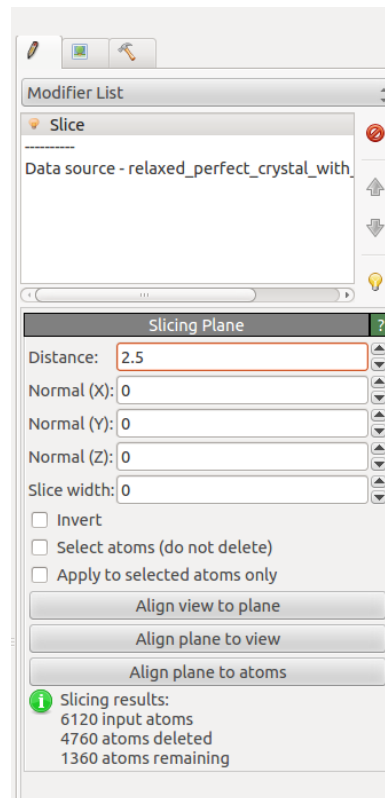 Modifier List
Slice
----------
Data source - relaxed_perfect_crystal_with_
Slicing Plane ?
Distance: 2.5
Normal (X): 0
Normal (Y): 0
Normal (Z): 0
Slice width: 0
Invert
Select atoms (do not delete)
Apply to selected atoms only
Align view to plane
Align plane to view
Align plane to atoms
Slicing results:
6120 input atoms
4760 atoms deleted
1360 atoms remaining